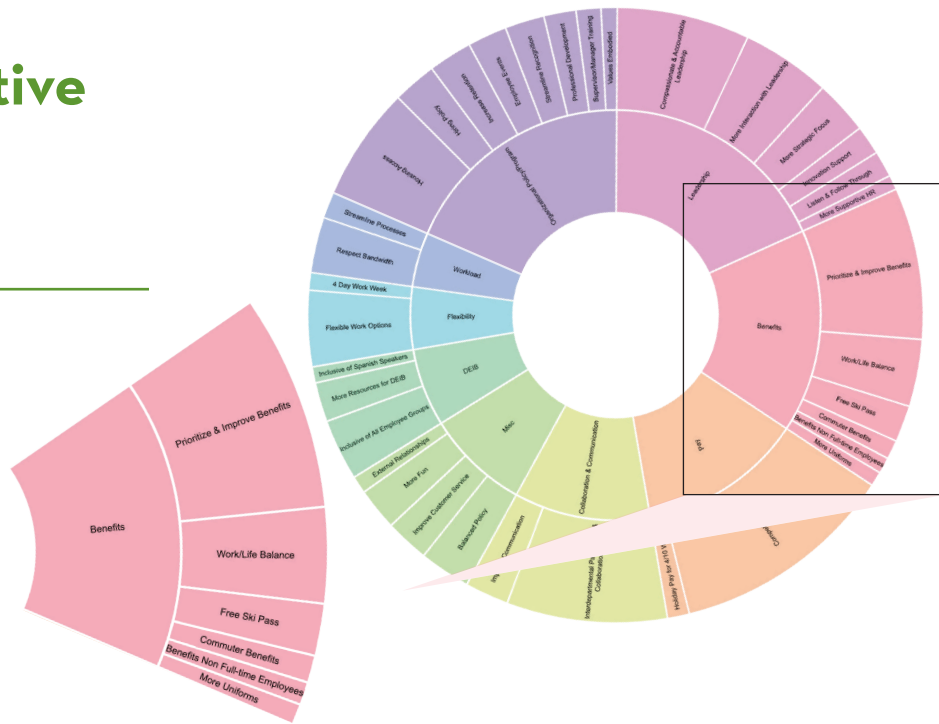 tive
Compassionate & Accountable
Leadership
More Interaction with Leadership
More Strategic Focus
Innovation Support
Listen & Follow Through
More Supportive HR
Leadership
Prioritize & Improve Benefits
Work/Life Balance
Free Ski Pass
Commuter Benefits
Benefits Non Full-time Employees
More Uniforms
Benefits
Pay
Holiday Pay for 4/10
Collaboration & Communication
Interdepartmental
Collaboration
Communication
Misc
Balanced Policy
Improve Customer Service
More Fun
External Relationships
DEIB
Inclusive of All Employee Groups
More Resources for DEIB
Inclusive of Spanish Speakers
Flexibility
Flexible Work Options
4 Day Work Week
Workload
Respect Bandwidth
Streamline Processes
Organizational Policy/Program
Housing Access
Hiring Policy
Increase Retention
Employee Events
Streamline Recognition
Professional Development
Supervisor/Manager Training
Values Embodied
Benefits
Prioritize & Improve Benefits
Work/Life Balance
Free Ski Pass
Commuter Benefits
Benefits Non Full-time Employees
More Uniforms